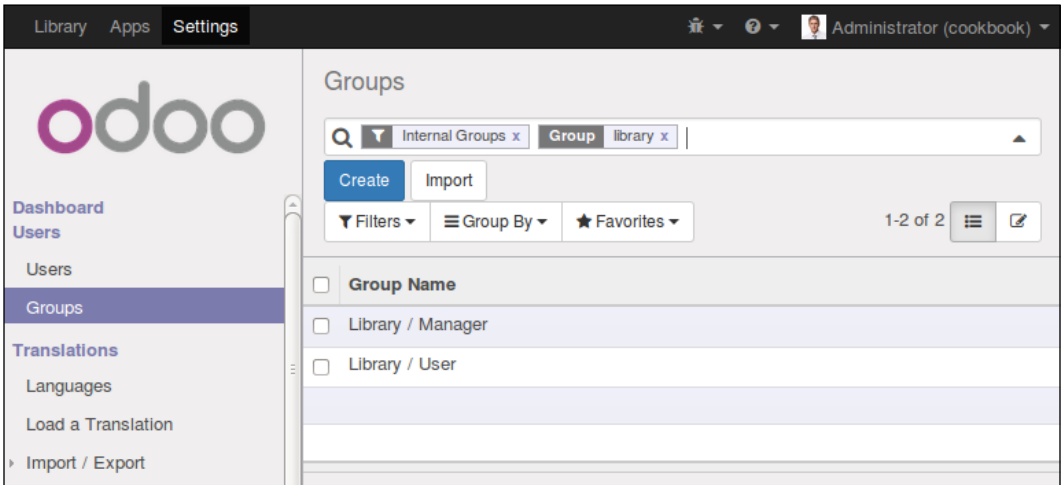 Library Apps Settings Administrator (cookbook)
odoo
Dashboard
Users
Users
Groups
Translations
Languages
Load a Translation
Import / Export
Groups
Internal Groups x Group library x
Create Import
Filters Group By Favorites 1-2 of 2
Group Name
Library / Manager
Library / User